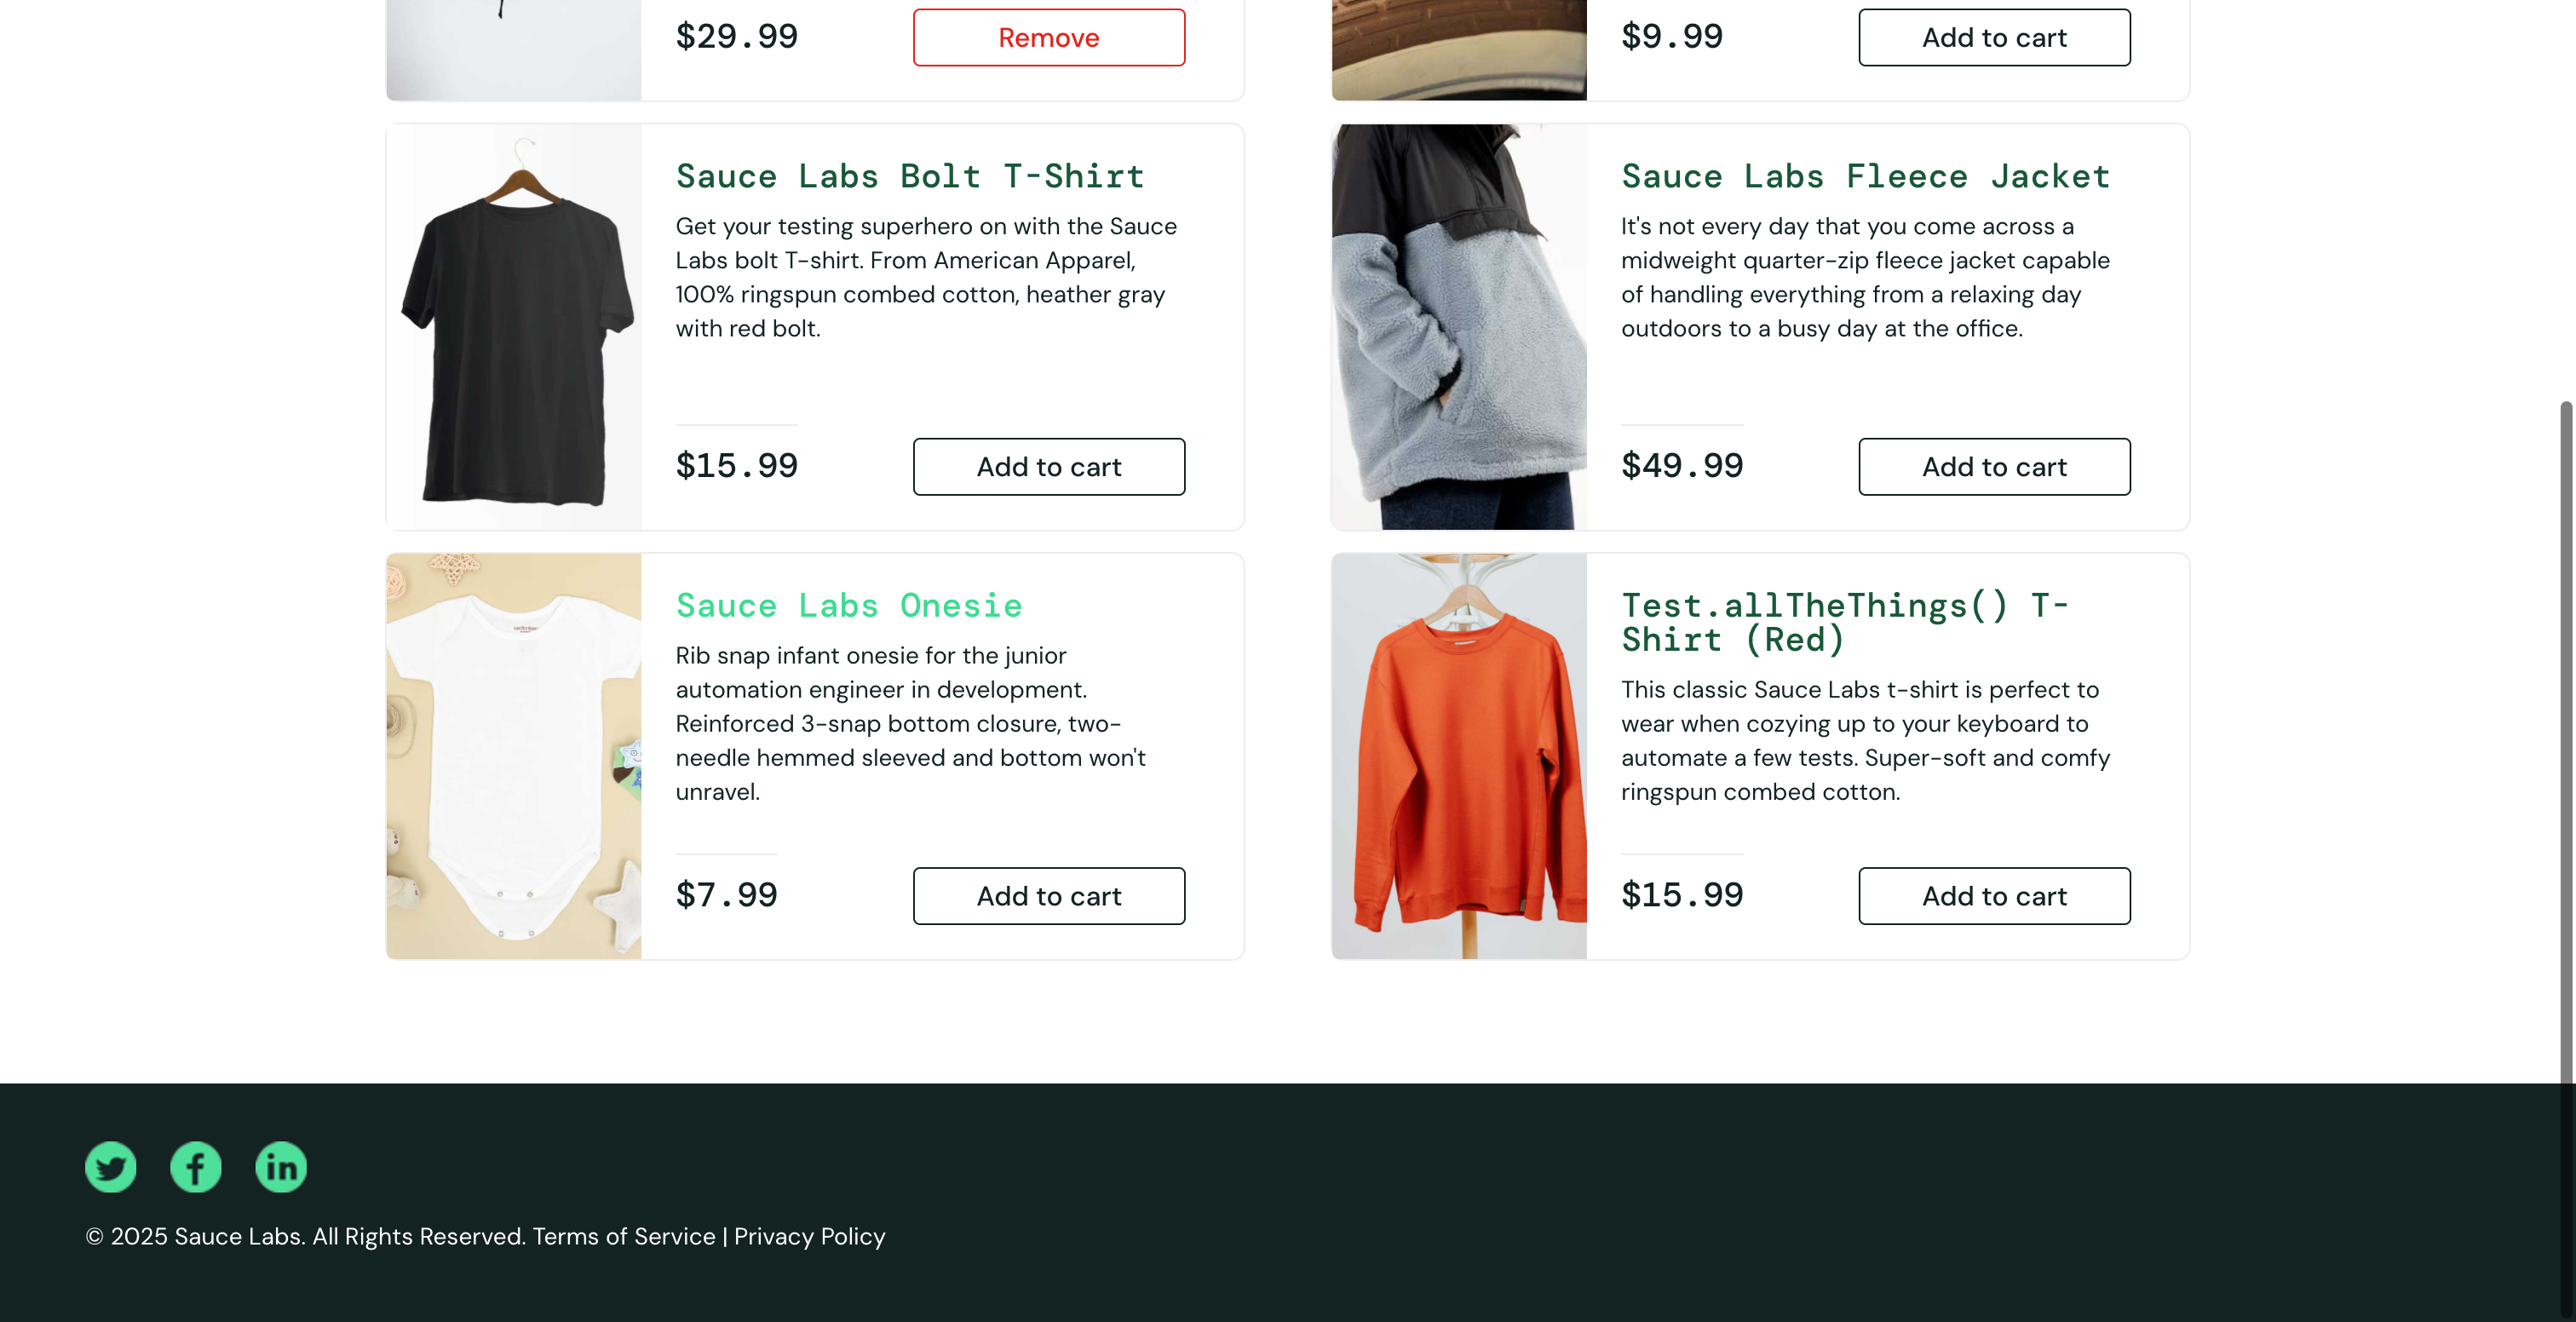 $29.99
Remove
$9.99
Add to cart
Sauce Labs Bolt T-Shirt
Get your testing superhero on with the Sauce
Labs bolt T-shirt. From American Apparel,
100% ringspun combed cotton, heather gray
with red bolt.
$15.99
Add to cart
Sauce Labs Fleece Jacket
It's not every day that you come across a
midweight quarter-zip fleece jacket capable
of handling everything from a relaxing day
outdoors to a busy day at the office.
$49.99
Add to cart
Sauce Labs Onesie
Rib snap infant onesie for the junior
automation engineer in development.
Reinforced 3-snap bottom closure, two-
needle hemmed sleeved and bottom won't
unravel.
$7.99
Add to cart
Test.allTheThings() T-
Shirt (Red)
This classic Sauce Labs t-shirt is perfect to
wear when cozying up to your keyboard to
automate a few tests. Super-soft and comfy
ringspun combed cotton.
$15.99
Add to cart
© 2025 Sauce Labs. All Rights Reserved. Terms of Service | Privacy Policy